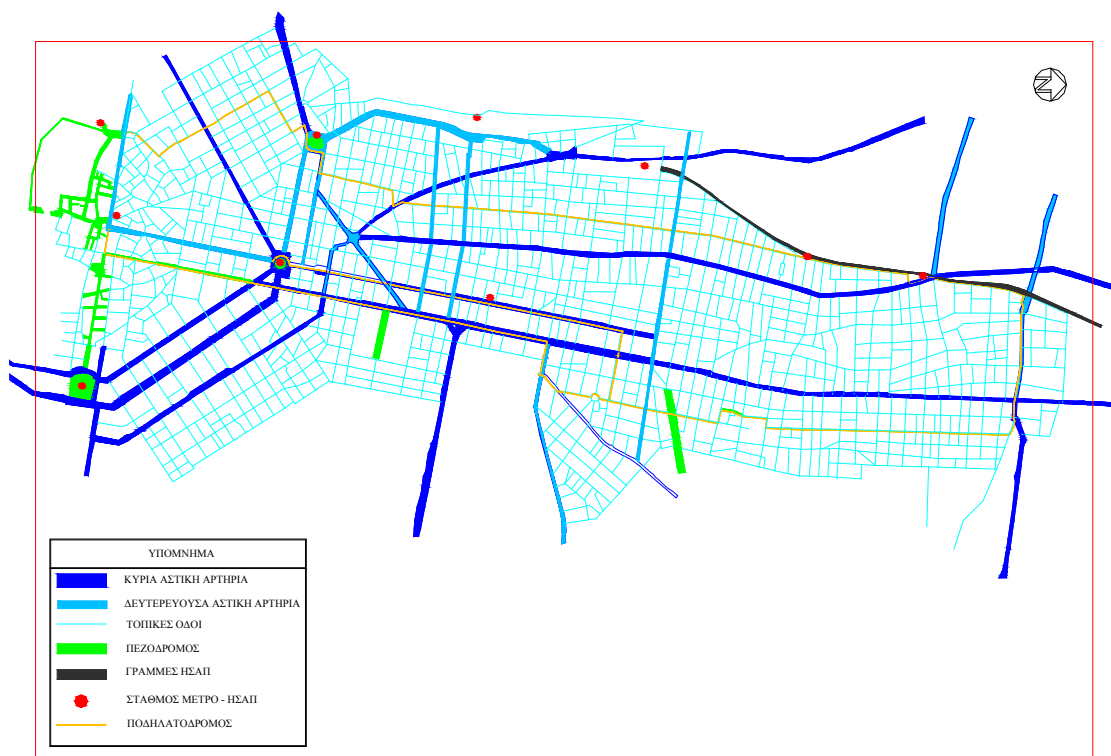 N
ΥΠΟΜΝΗΜΑ
ΚΥΡΙΑ ΑΣΤΙΚΗ ΑΡΤΗΡΙΑ
ΔΕΥΤΕΡΕΥΟΥΣΑ ΑΣΤΙΚΗ ΑΡΤΗΡΙΑ
ΤΟΠΙΚΕΣ ΟΔΟΙ
ΠΕΖΟΔΡΟΜΟΣ
ΓΡΑΜΜΕΣ ΗΣΑΠ
ΣΤΑΘΜΟΣ ΜΕΤΡΟ - ΗΣΑΠ
ΠΟΔΗΛΑΤΟΔΡΟΜΟΣ